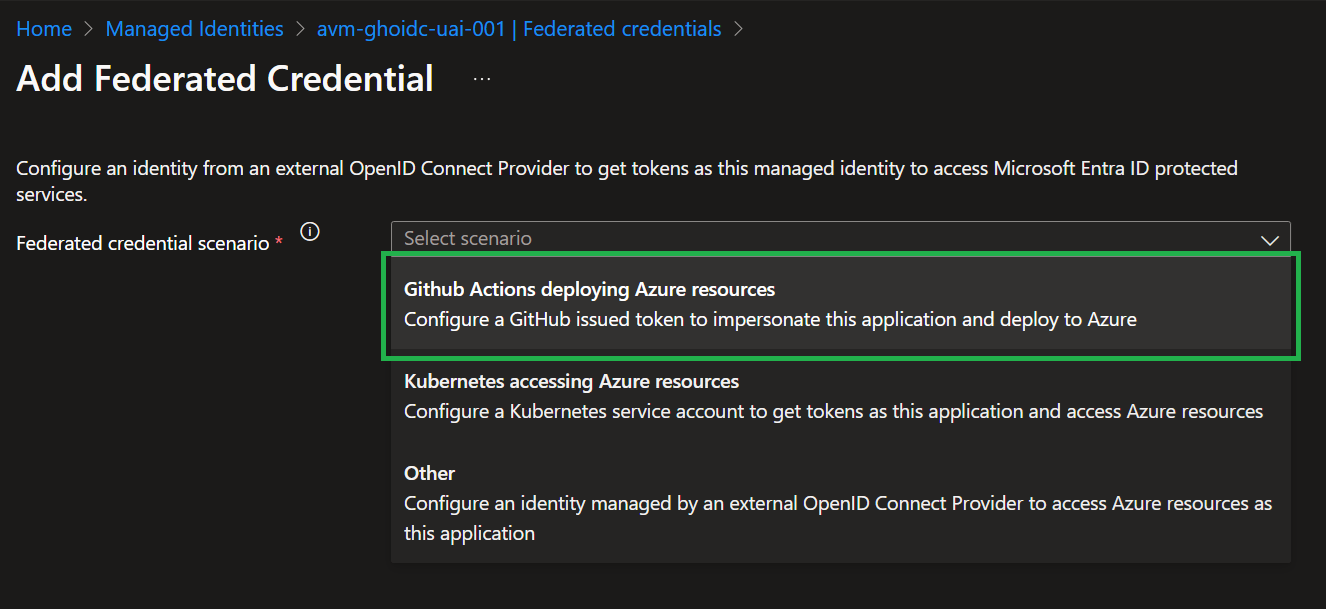 Home > Managed Identities > avm-ghoidc-uai-001 | Federated credentials >
Add Federated Credential ...
Configure an identity from an external OpenID Connect Provider to get tokens as this managed identity to access Microsoft Entra ID protected
services.
Federated credential scenario *
Select scenario
Github Actions deploying Azure resources
Configure a GitHub issued token to impersonate this application and deploy to Azure
Kubernetes accessing Azure resources
Configure a Kubernetes service account to get tokens as this application and access Azure resources
Other
Configure an identity managed by an external OpenID Connect Provider to access Azure resources as
this application